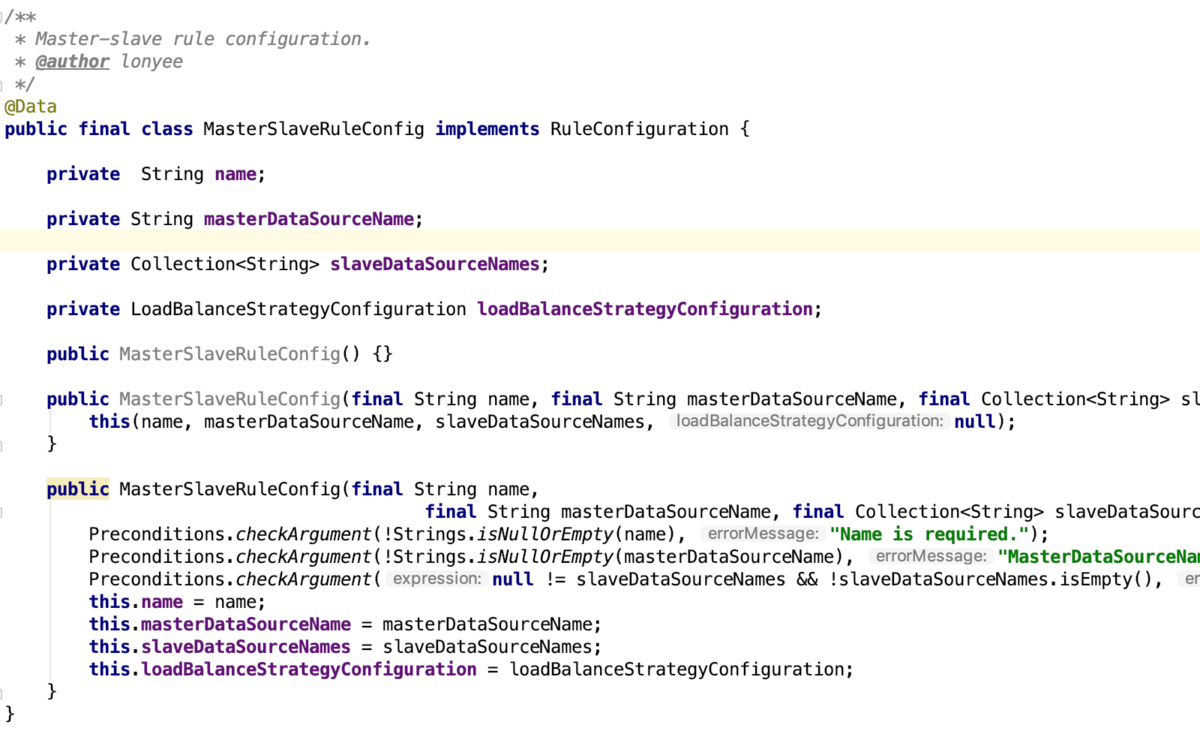 /**
 * Master-slave rule configuration.
 * @author lonyee
 */
@Data
public final class MasterSlaveRuleConfig implements RuleConfiguration {
    private  String name;
    private String masterDataSourceName;
    private Collection<String> slaveDataSourceNames;
    private LoadBalanceStrategyConfiguration loadBalanceStrategyConfiguration;
    public MasterSlaveRuleConfig() {}
    public MasterSlaveRuleConfig(final String name, final String masterDataSourceName, final Collection<String> sl
        this(name, masterDataSourceName, slaveDataSourceNames, loadBalanceStrategyConfiguration: null);
    }
    public MasterSlaveRuleConfig(final String name,
                                    final String masterDataSourceName, final Collection<String> slaveDataSourc
        Preconditions.checkArgument(!Strings.isNullOrEmpty(name), errorMessage: "Name is required.");
        Preconditions.checkArgument(!Strings.isNullOrEmpty(masterDataSourceName), errorMessage: "MasterDataSourceNam
        Preconditions.checkArgument( expression: null != slaveDataSourceNames && !slaveDataSourceNames.isEmpty(), er
        this.name = name;
        this.masterDataSourceName = masterDataSourceName;
        this.slaveDataSourceNames = slaveDataSourceNames;
        this.loadBalanceStrategyConfiguration = loadBalanceStrategyConfiguration;
    }
}